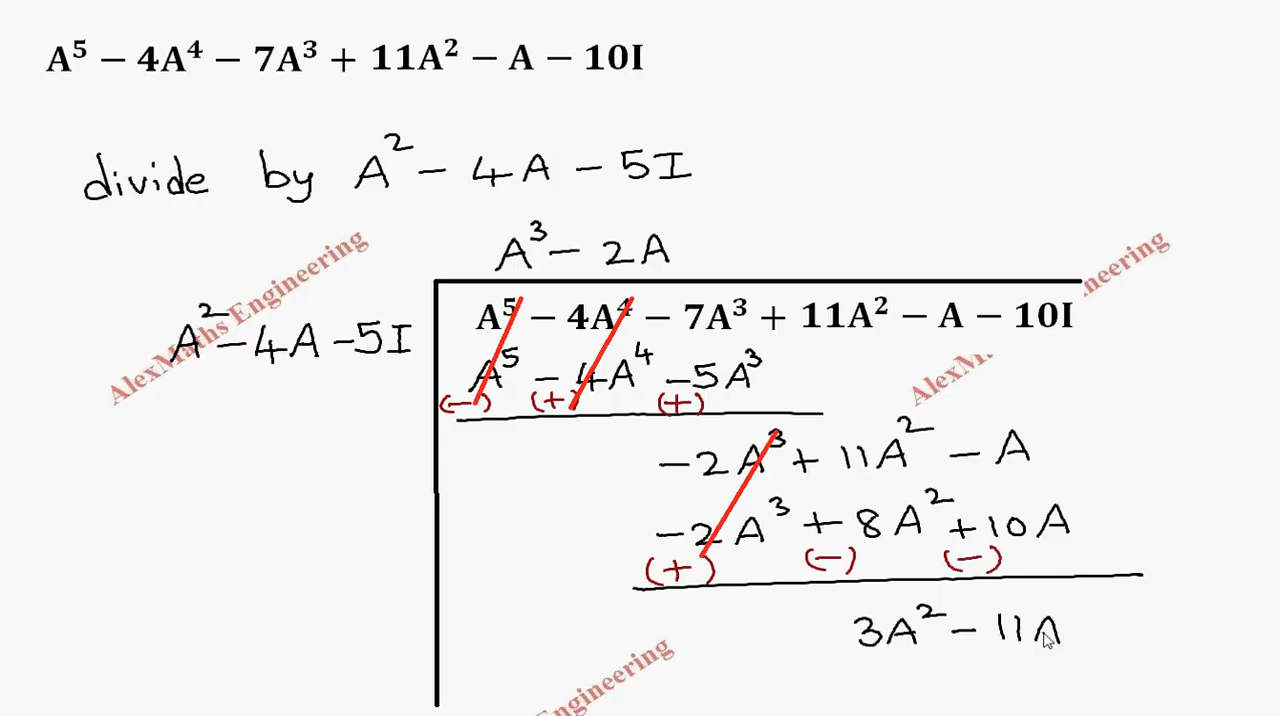 A⁵ − 4A⁴ − 7A³ + 11A² − A − 10I
divide by A² − 4A − 5I
A³ − 2A
A² − 4A − 5I
A⁵ − 4A⁴ − 7A³ + 11A² − A − 10I
A⁵ − 4A⁴ − 5A³
(−) (+) (+)
−2A³ + 11A² − A
−2A³ + 8A² + 10A
(+) (−) (−)
3A² − 11A
AlexMaths Engineering
AlexMaths Engineering
Engineering